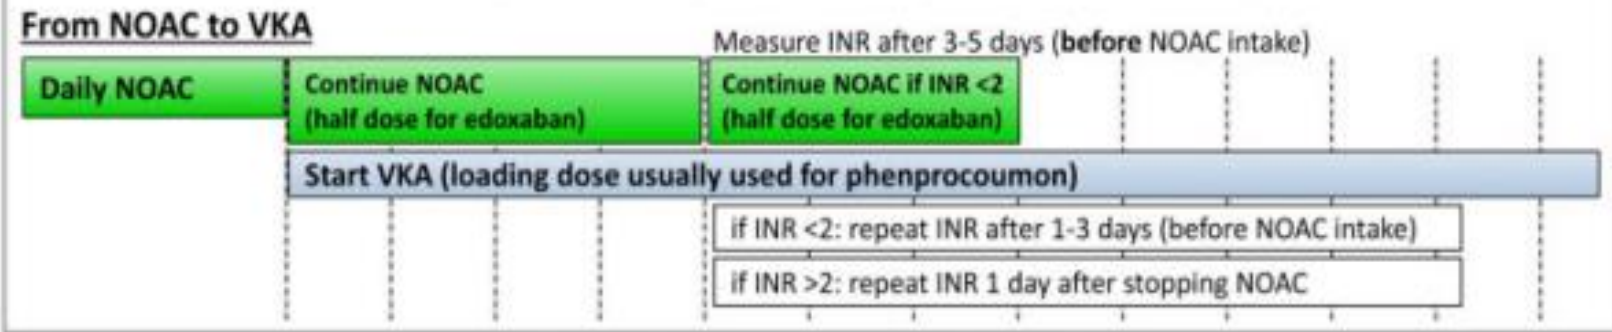 From NOAC to VKA
Measure INR after 3-5 days (before NOAC intake)
Daily NOAC
Continue NOAC
(half dose for edoxaban)
Continue NOAC if INR <2
(half dose for edoxaban)
Start VKA (loading dose usually used for phenprocoumon)
if INR <2: repeat INR after 1-3 days (before NOAC intake)
if INR >2: repeat INR 1 day after stopping NOAC